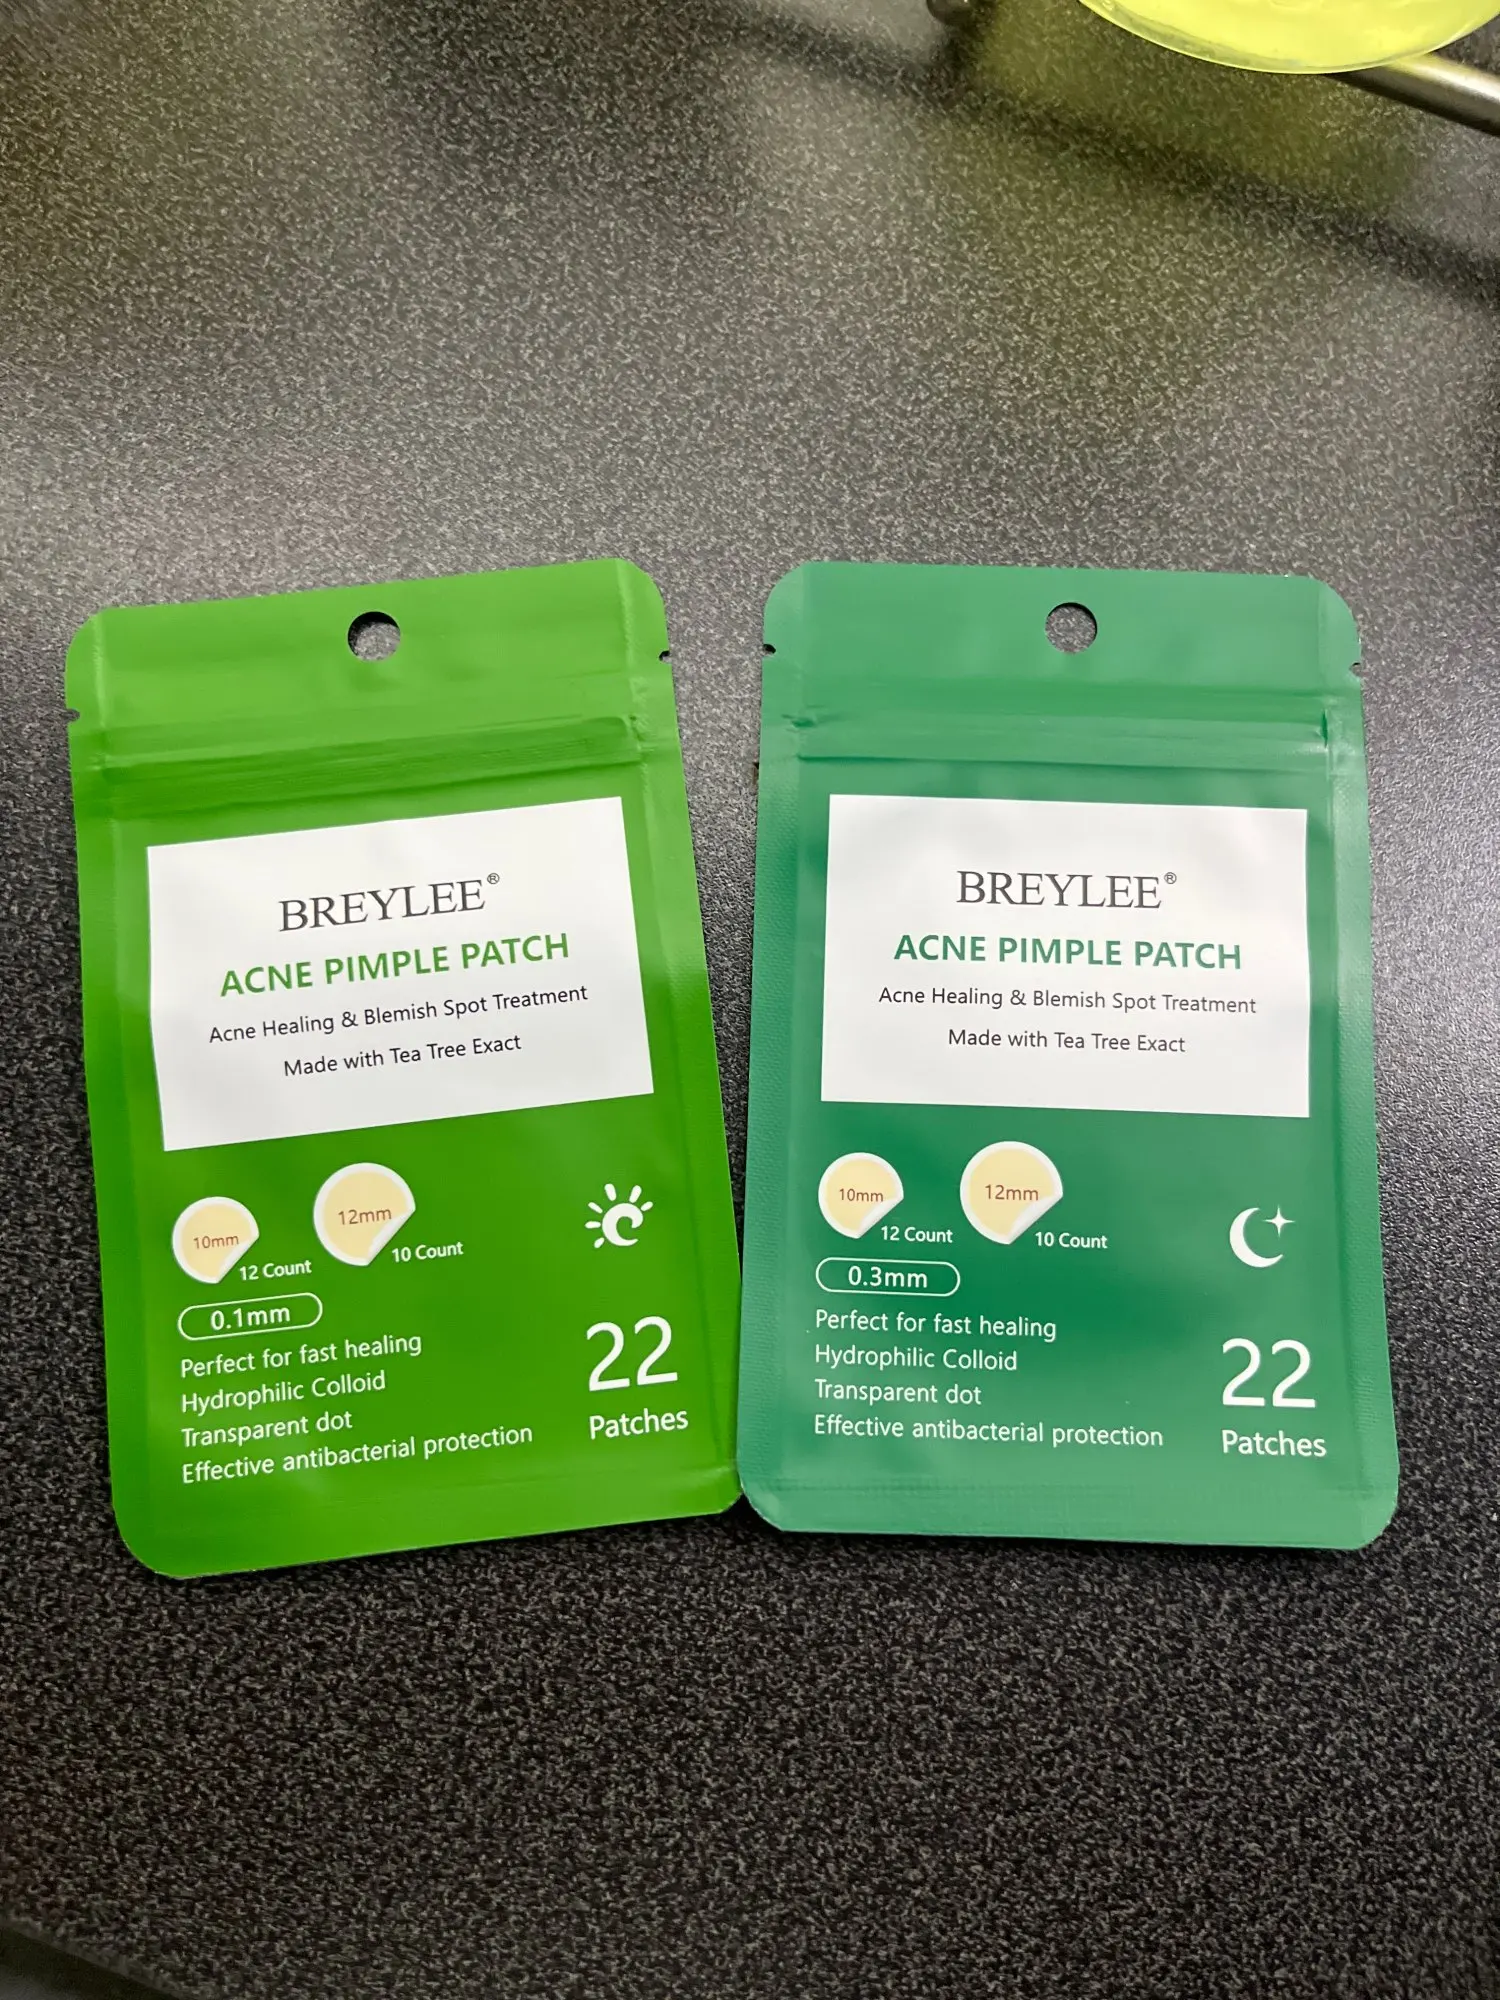 BREYLEE®
ACNE PIMPLE PATCH
Acne Healing & Blemish Spot Treatment
Made with Tea Tree Exact
10mm
12 Count
12mm
10 Count
0.1mm
Perfect for fast healing
Hydrophilic Colloid
Transparent dot
Effective antibacterial protection
22
Patches
BREYLEE®
ACNE PIMPLE PATCH
Acne Healing & Blemish Spot Treatment
Made with Tea Tree Exact
10mm
12 Count
12mm
10 Count
0.3mm
Perfect for fast healing
Hydrophilic Colloid
Transparent dot
Effective antibacterial protection
22
Patches